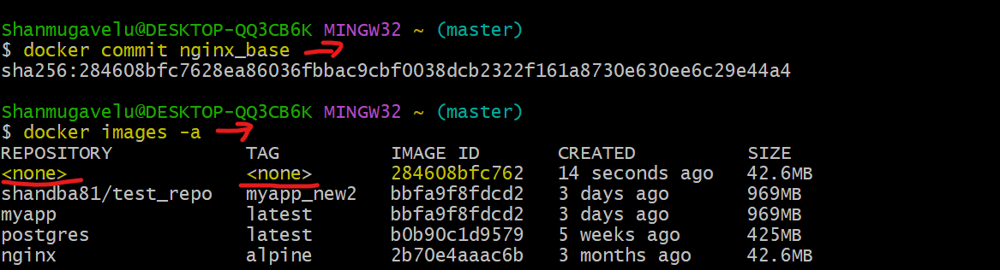 Shanmugavelu@DESKTOP-QQ3CB6K MINGW32 ~ (master)
$ docker commit nginx_base
sha256:284608bfc7628ea86036fbbac9cbf0038dcb2322f161a8730e630ee6c29e44a4
Shanmugavelu@DESKTOP-QQ3CB6K MINGW32 ~ (master)
$ docker images -a
REPOSITORY TAG IMAGE ID CREATED SIZE
<none> <none> 284608bfc762 14 seconds ago 42.6MB
shandba81/test_repo myapp_new2 bbfa9f8fdcd2 3 days ago 969MB
myapp latest bbfa9f8fdcd2 3 days ago 969MB
postgres latest b0b90c1d9579 5 weeks ago 425MB
nginx alpine 2b70e4aaac6b 3 months ago 42.6MB